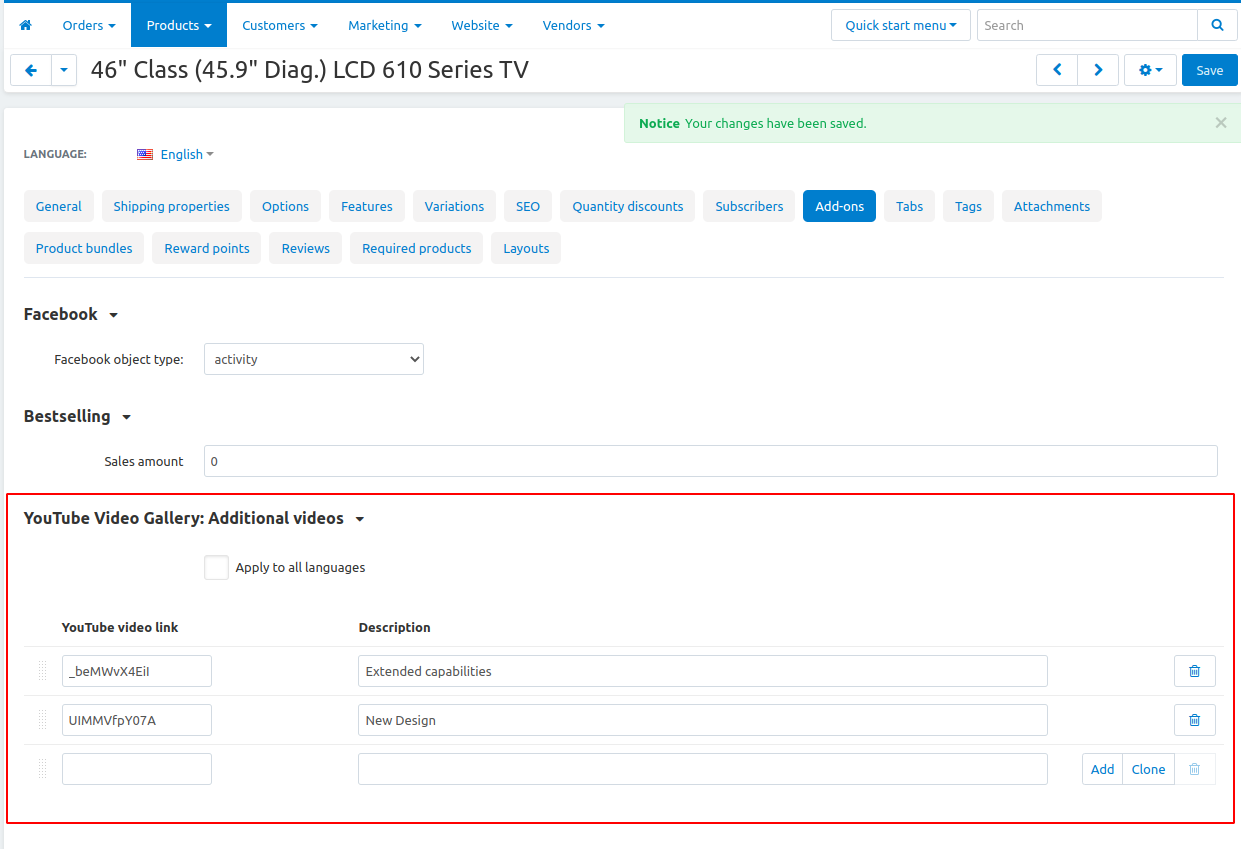 Orders Products Customers Marketing Website Vendors Quick start menu Search
46" Class (45.9" Diag.) LCD 610 Series TV Save
Notice Your changes have been saved. ×
LANGUAGE: English
General Shipping properties Options Features Variations SEO Quantity discounts Subscribers Add-ons Tabs Tags Attachments
Product bundles Reward points Reviews Required products Layouts
Facebook
Facebook object type: activity
Bestselling
Sales amount 0
YouTube Video Gallery: Additional videos
Apply to all languages
YouTube video link Description
_beMWvX4EiI Extended capabilities
UIMMVfpY07A New Design
Add Clone